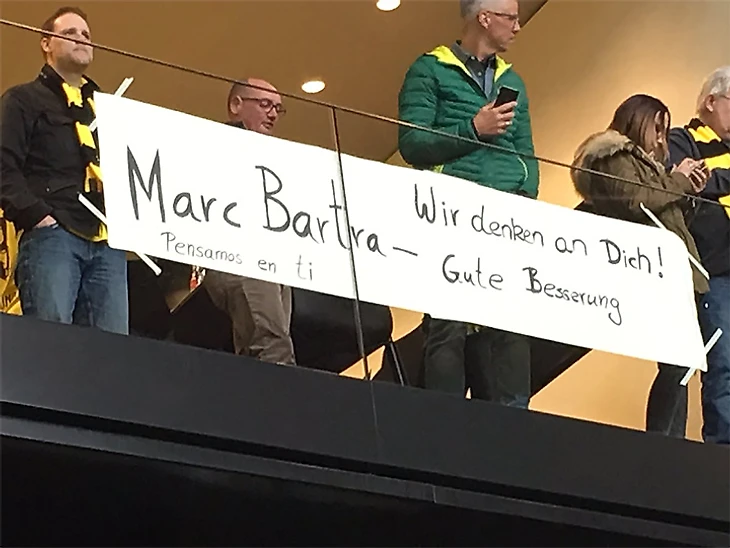 Marc Bartra –
Pensamos en ti
Wir denken an Dich!
Gute Besserung